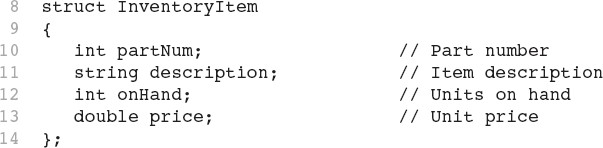 8 struct InventoryItem
9 {
10 int partNum; // Part number
11 string description; // Item description
12 int onHand; // Units on hand
13 double price; // Unit price
14 };